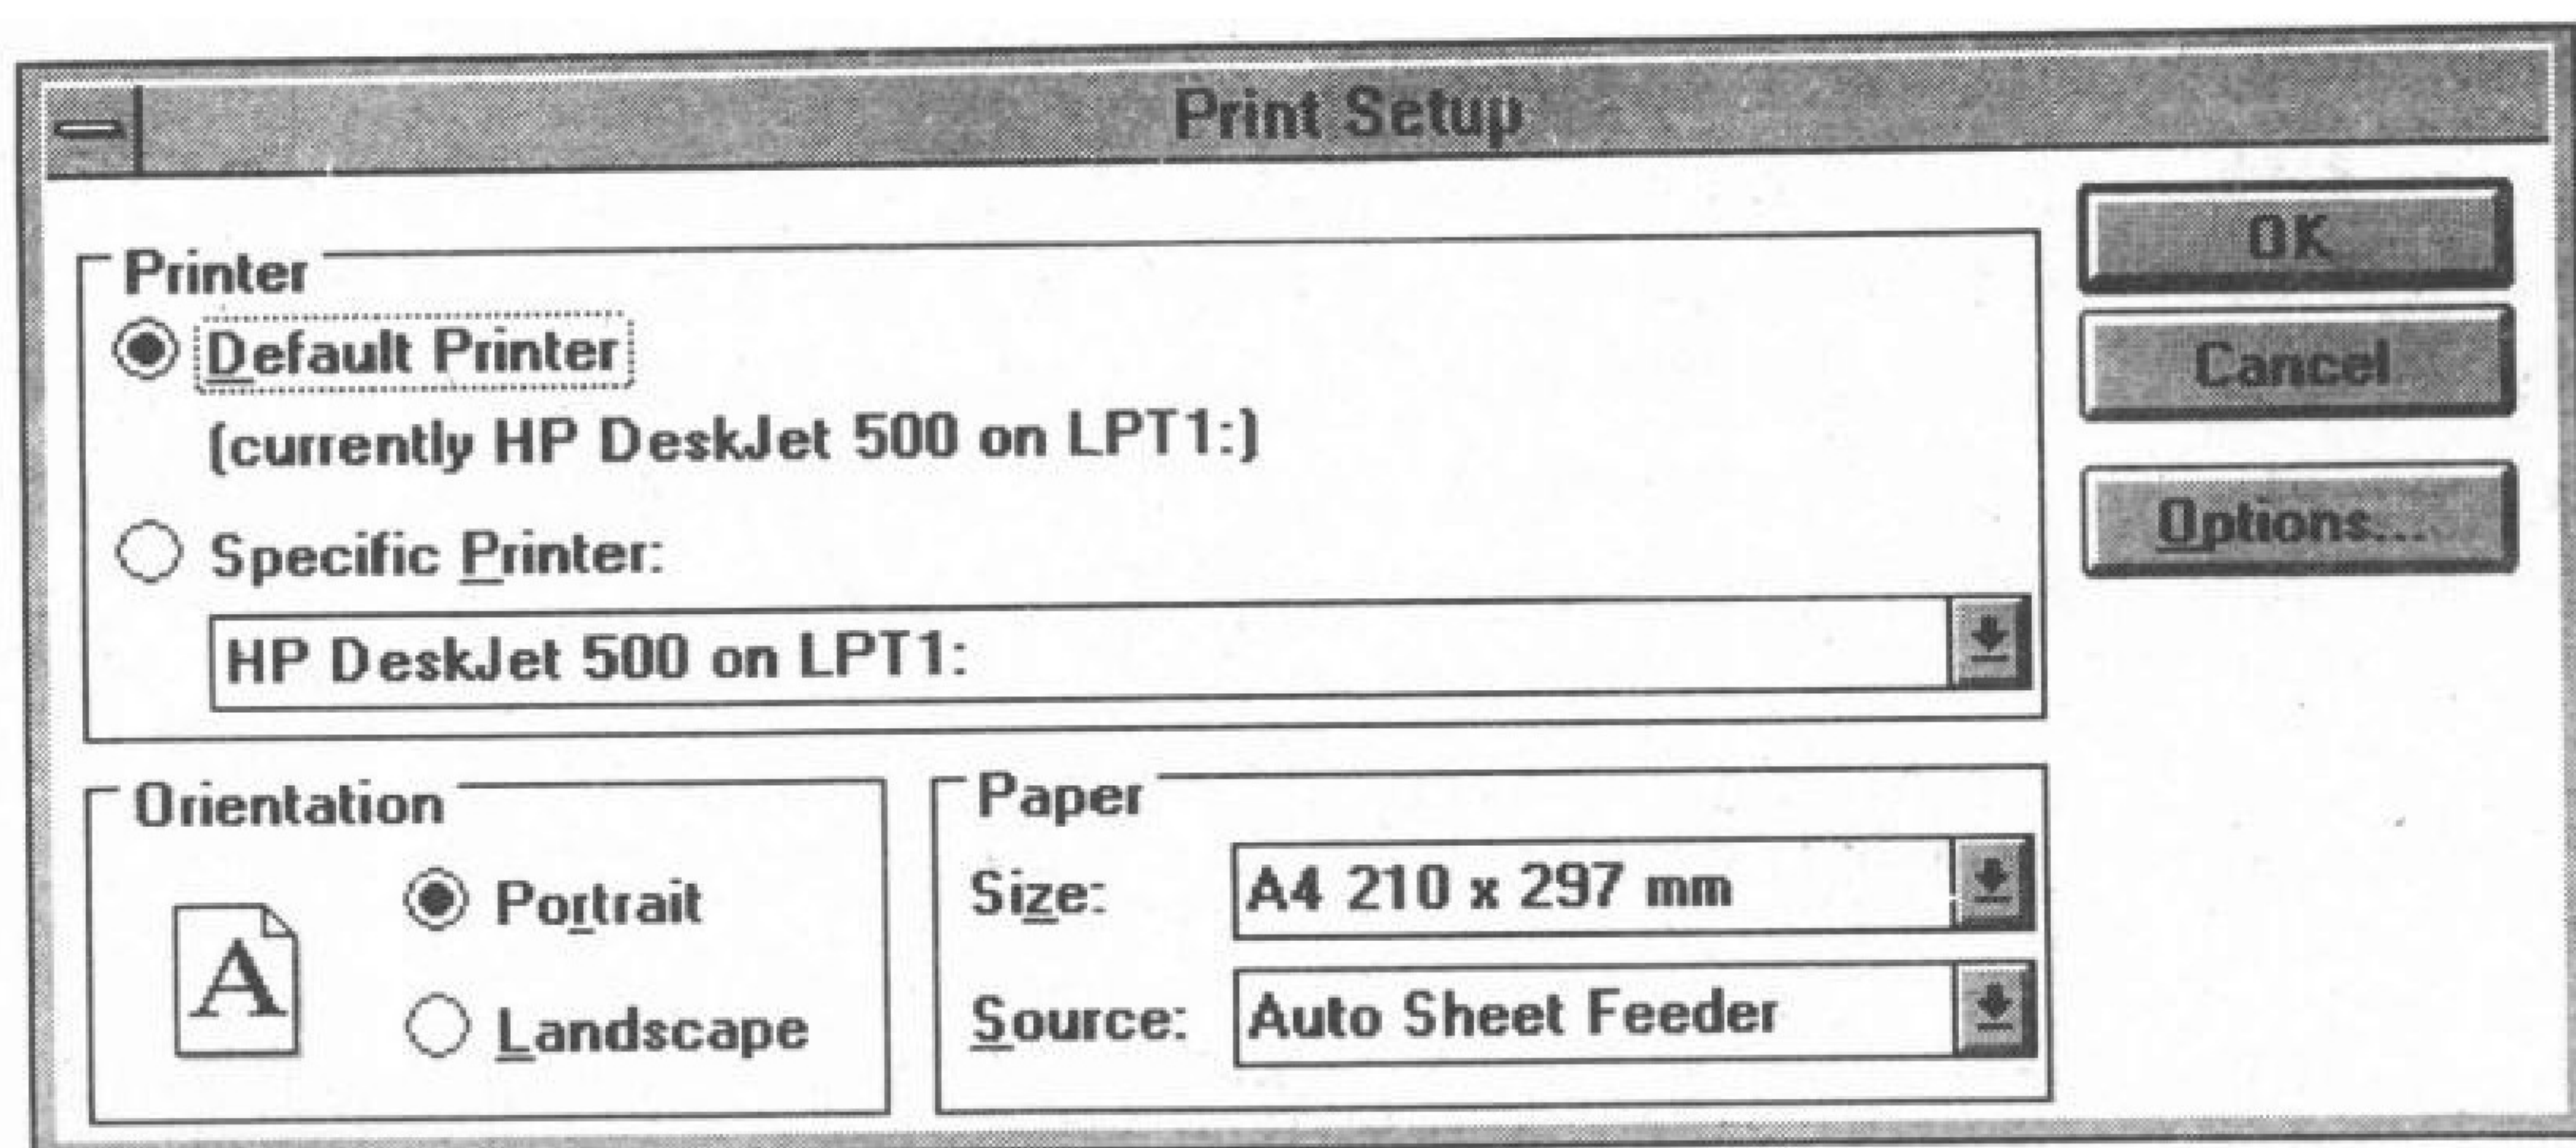 Print Setup
Printer
Default Printer
(currently HP DeskJet 500 on LPT1:)
Specific Printer:
HP DeskJet 500 on LPT1:
OK
Cancel
Options...
Orientation
A
Portrait
Landscape
Paper
Size: A4 210 x 297 mm
Source: Auto Sheet Feeder